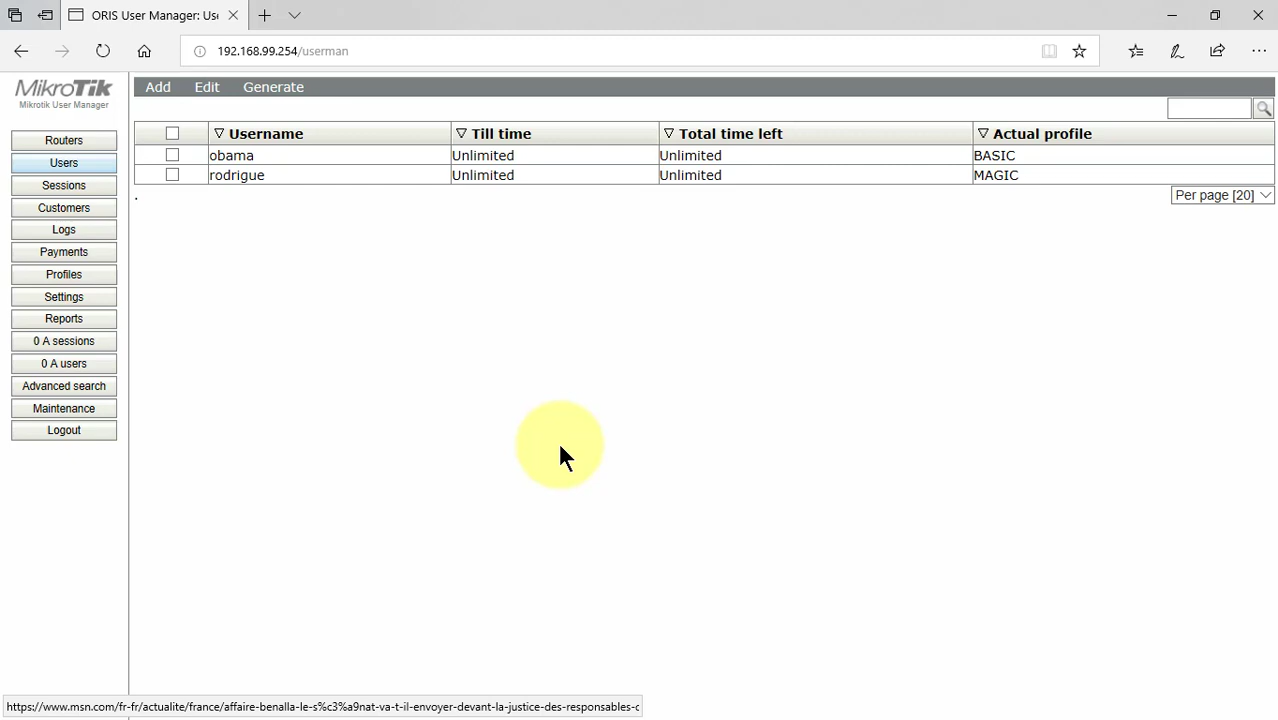 ORIS User Manager: Use
192.168.99.254/userman
MikroTik
Mikrotik User Manager
Add Edit Generate
Routers
Users
Sessions
Customers
Logs
Payments
Profiles
Settings
Reports
0 A sessions
0 A users
Advanced search
Maintenance
Logout
Username Till time Total time left Actual profile
obama Unlimited Unlimited BASIC
rodrigue Unlimited Unlimited MAGIC
.
Per page [20]
https://www.msn.com/fr-fr/actualite/france/affaire-benalla-le-s%c3%a9nat-va-t-il-envoyer-devant-la-justice-des-responsables-c